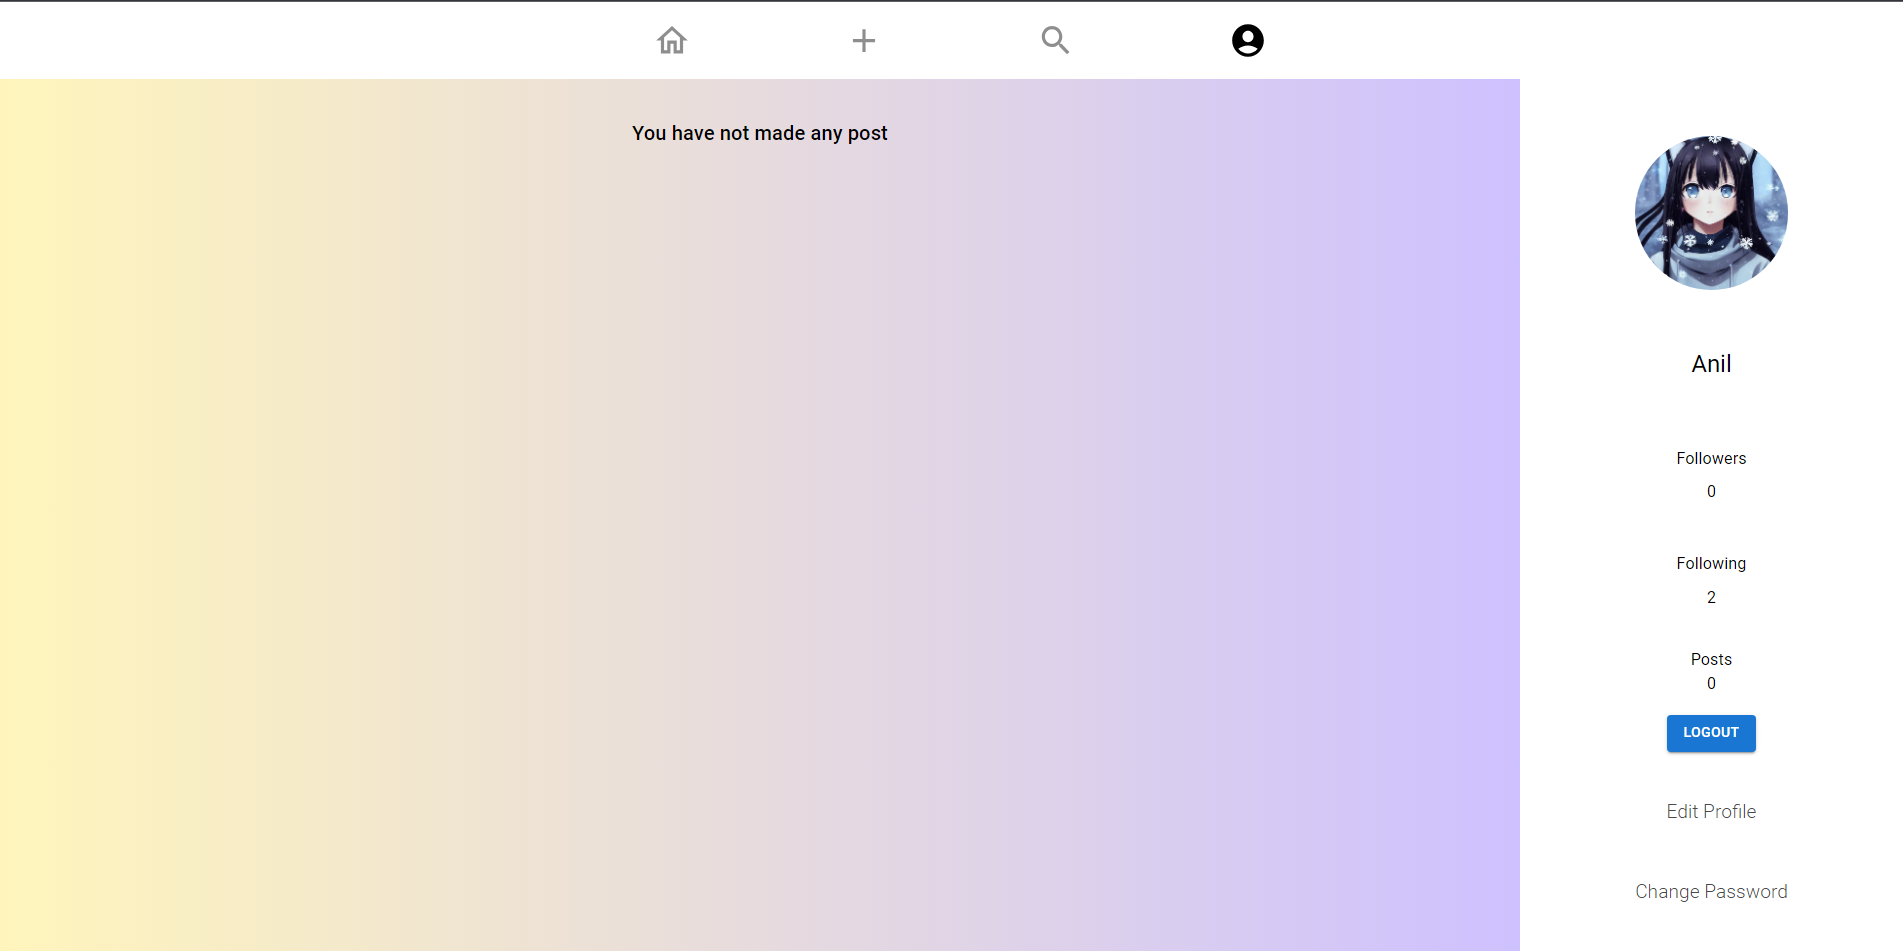 You have not made any post
Anil
Followers
0
Following
2
Posts
0
LOGOUT
Edit Profile
Change Password